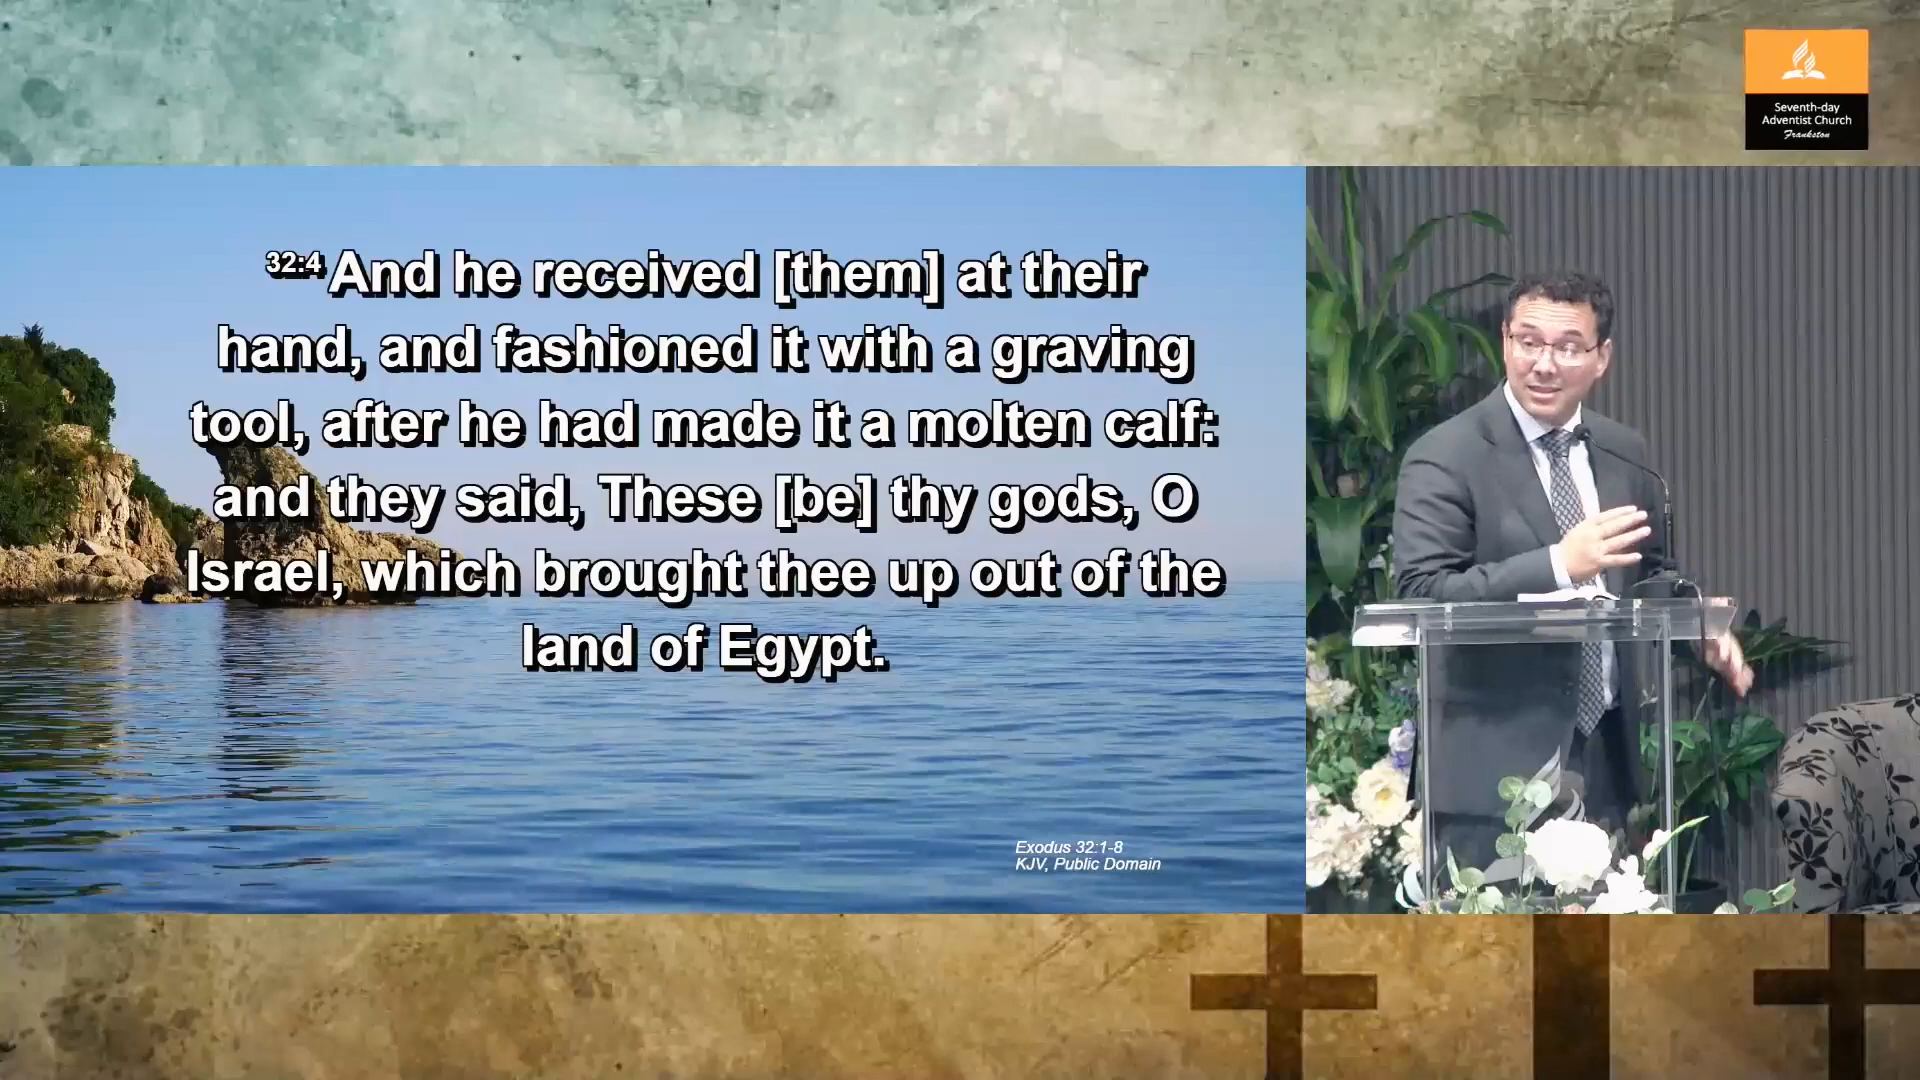 Seventh-day
Adventist Church
Frankston
32:4 And he received [them] at their
hand, and fashioned it with a graving
tool, after he had made it a molten calf:
and they said, These [be] thy gods, O
Israel, which brought thee up out of the
land of Egypt.
Exodus 32:1-8
KJV, Public Domain